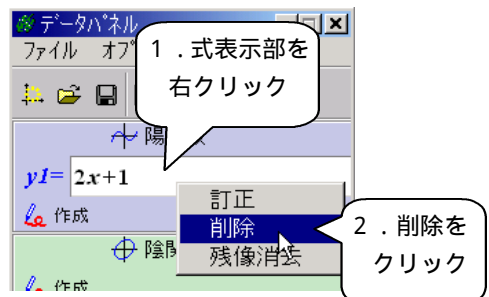 データパネル
ファイル オプ
1．式表示部を
右クリック
陽
y1= 2x+1
作成
訂正
削除
残像消去
2．削除を
クリック
陰関
作成